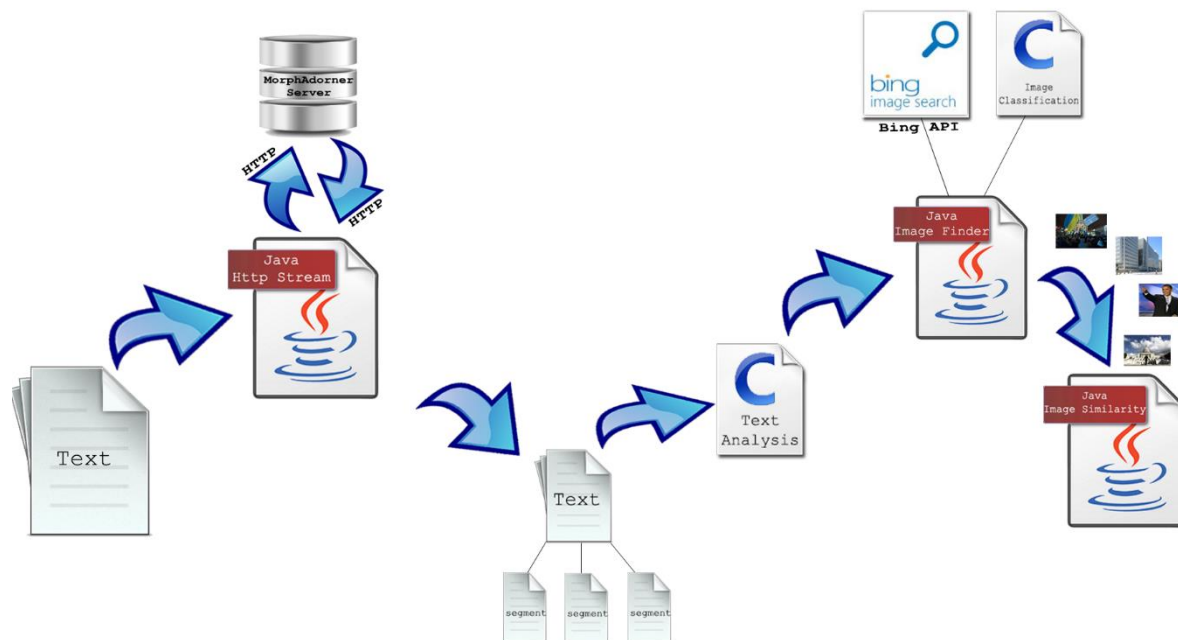 MorphAdorner
Server
HTTP
HTTP
Java
Http Stream
Text
Text
segment
segment
segment
C
Text
Analysis
bing
image search
Bing API
C
Image
Classification
Java
Image Finder
Java
Image Similarity